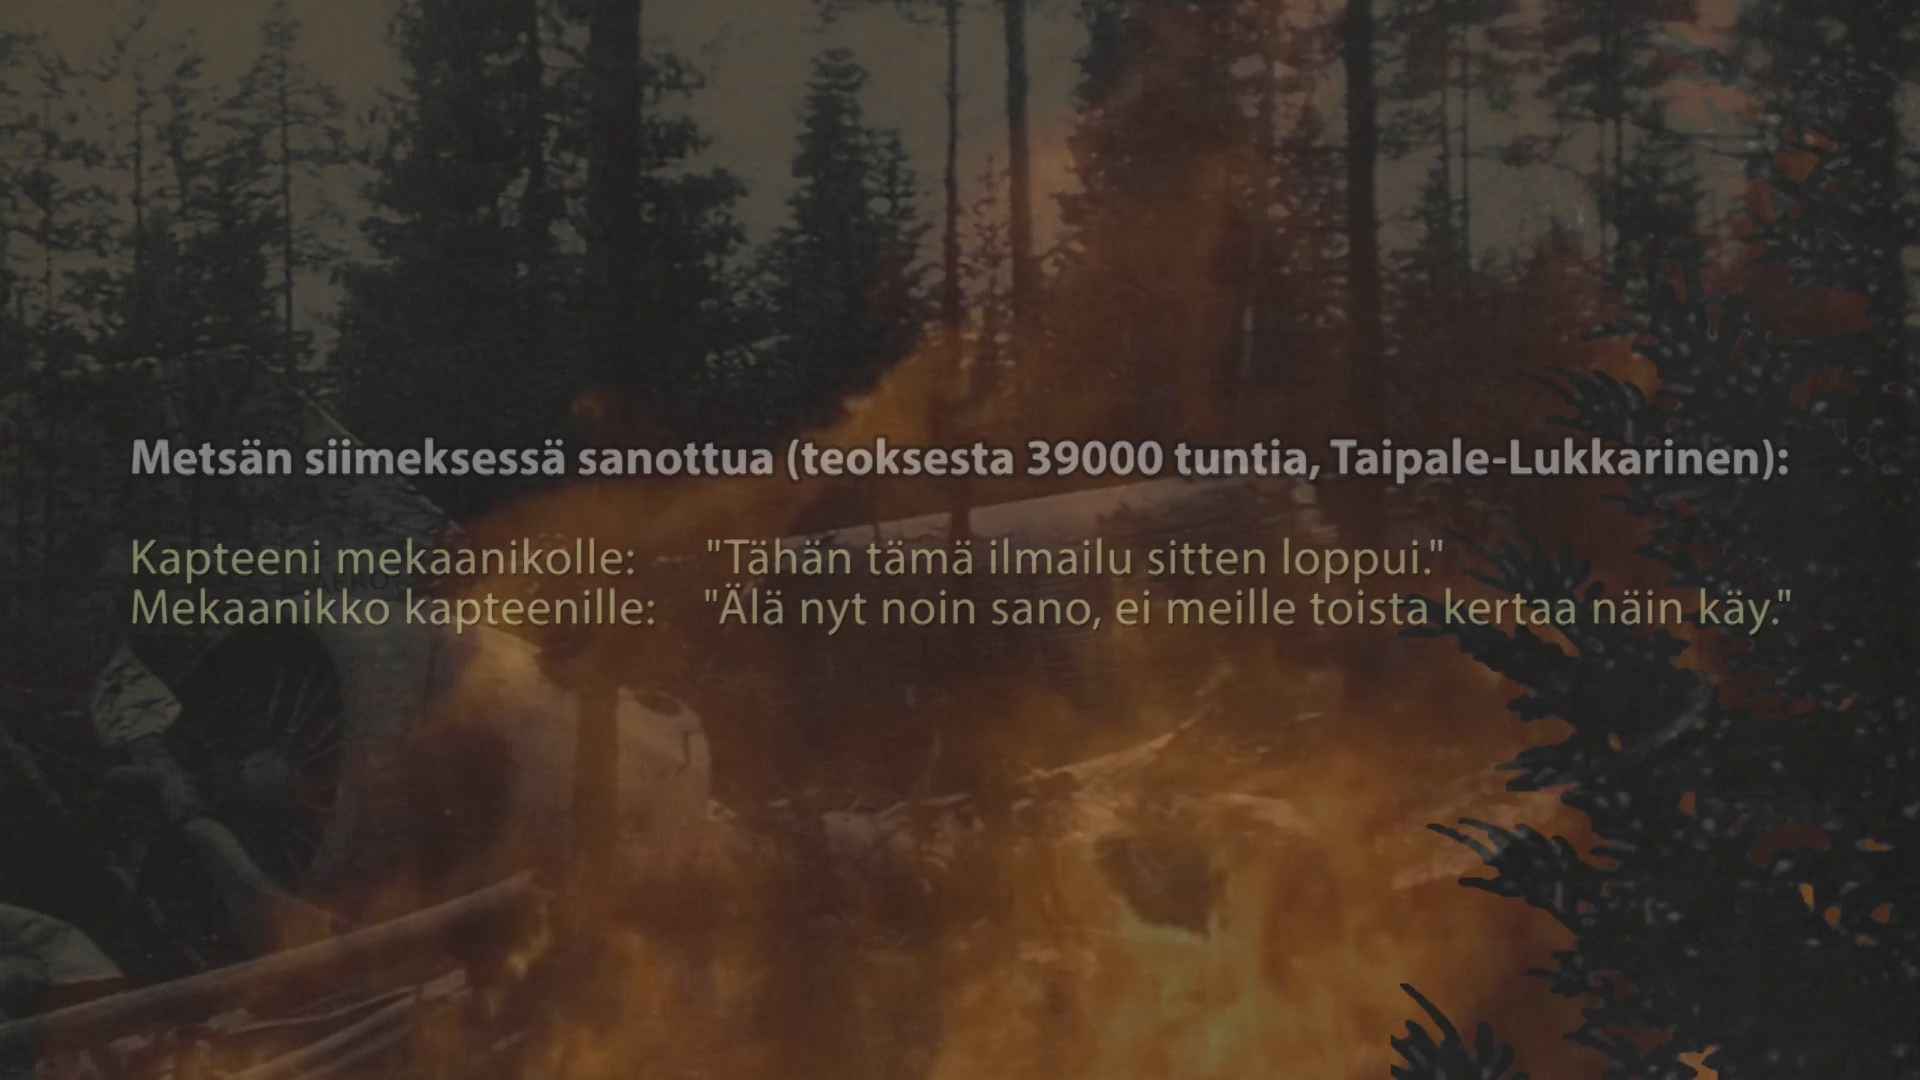 Metsän siimeksessä sanottua (teoksesta 39000 tuntia, Taipale-Lukkarinen):
Kapteeni mekaanikolle: "Tähän tämä ilmailu sitten loppui."
Mekaanikko kapteenille: "Älä nyt noin sano, ei meille toista kertaa näin käy."